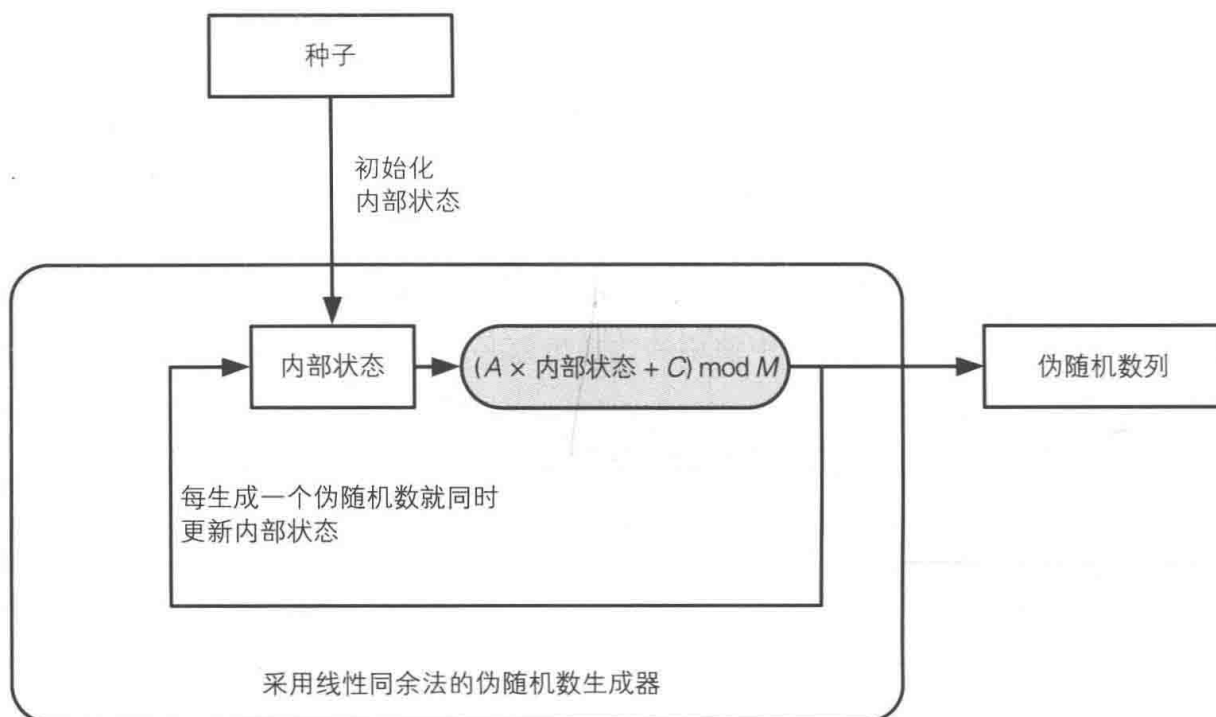 种子
初始化
内部状态
内部状态
(A × 内部状态 + C) mod M
伪随机数列
每生成一个伪随机数就同时
更新内部状态
采用线性同余法的伪随机数生成器